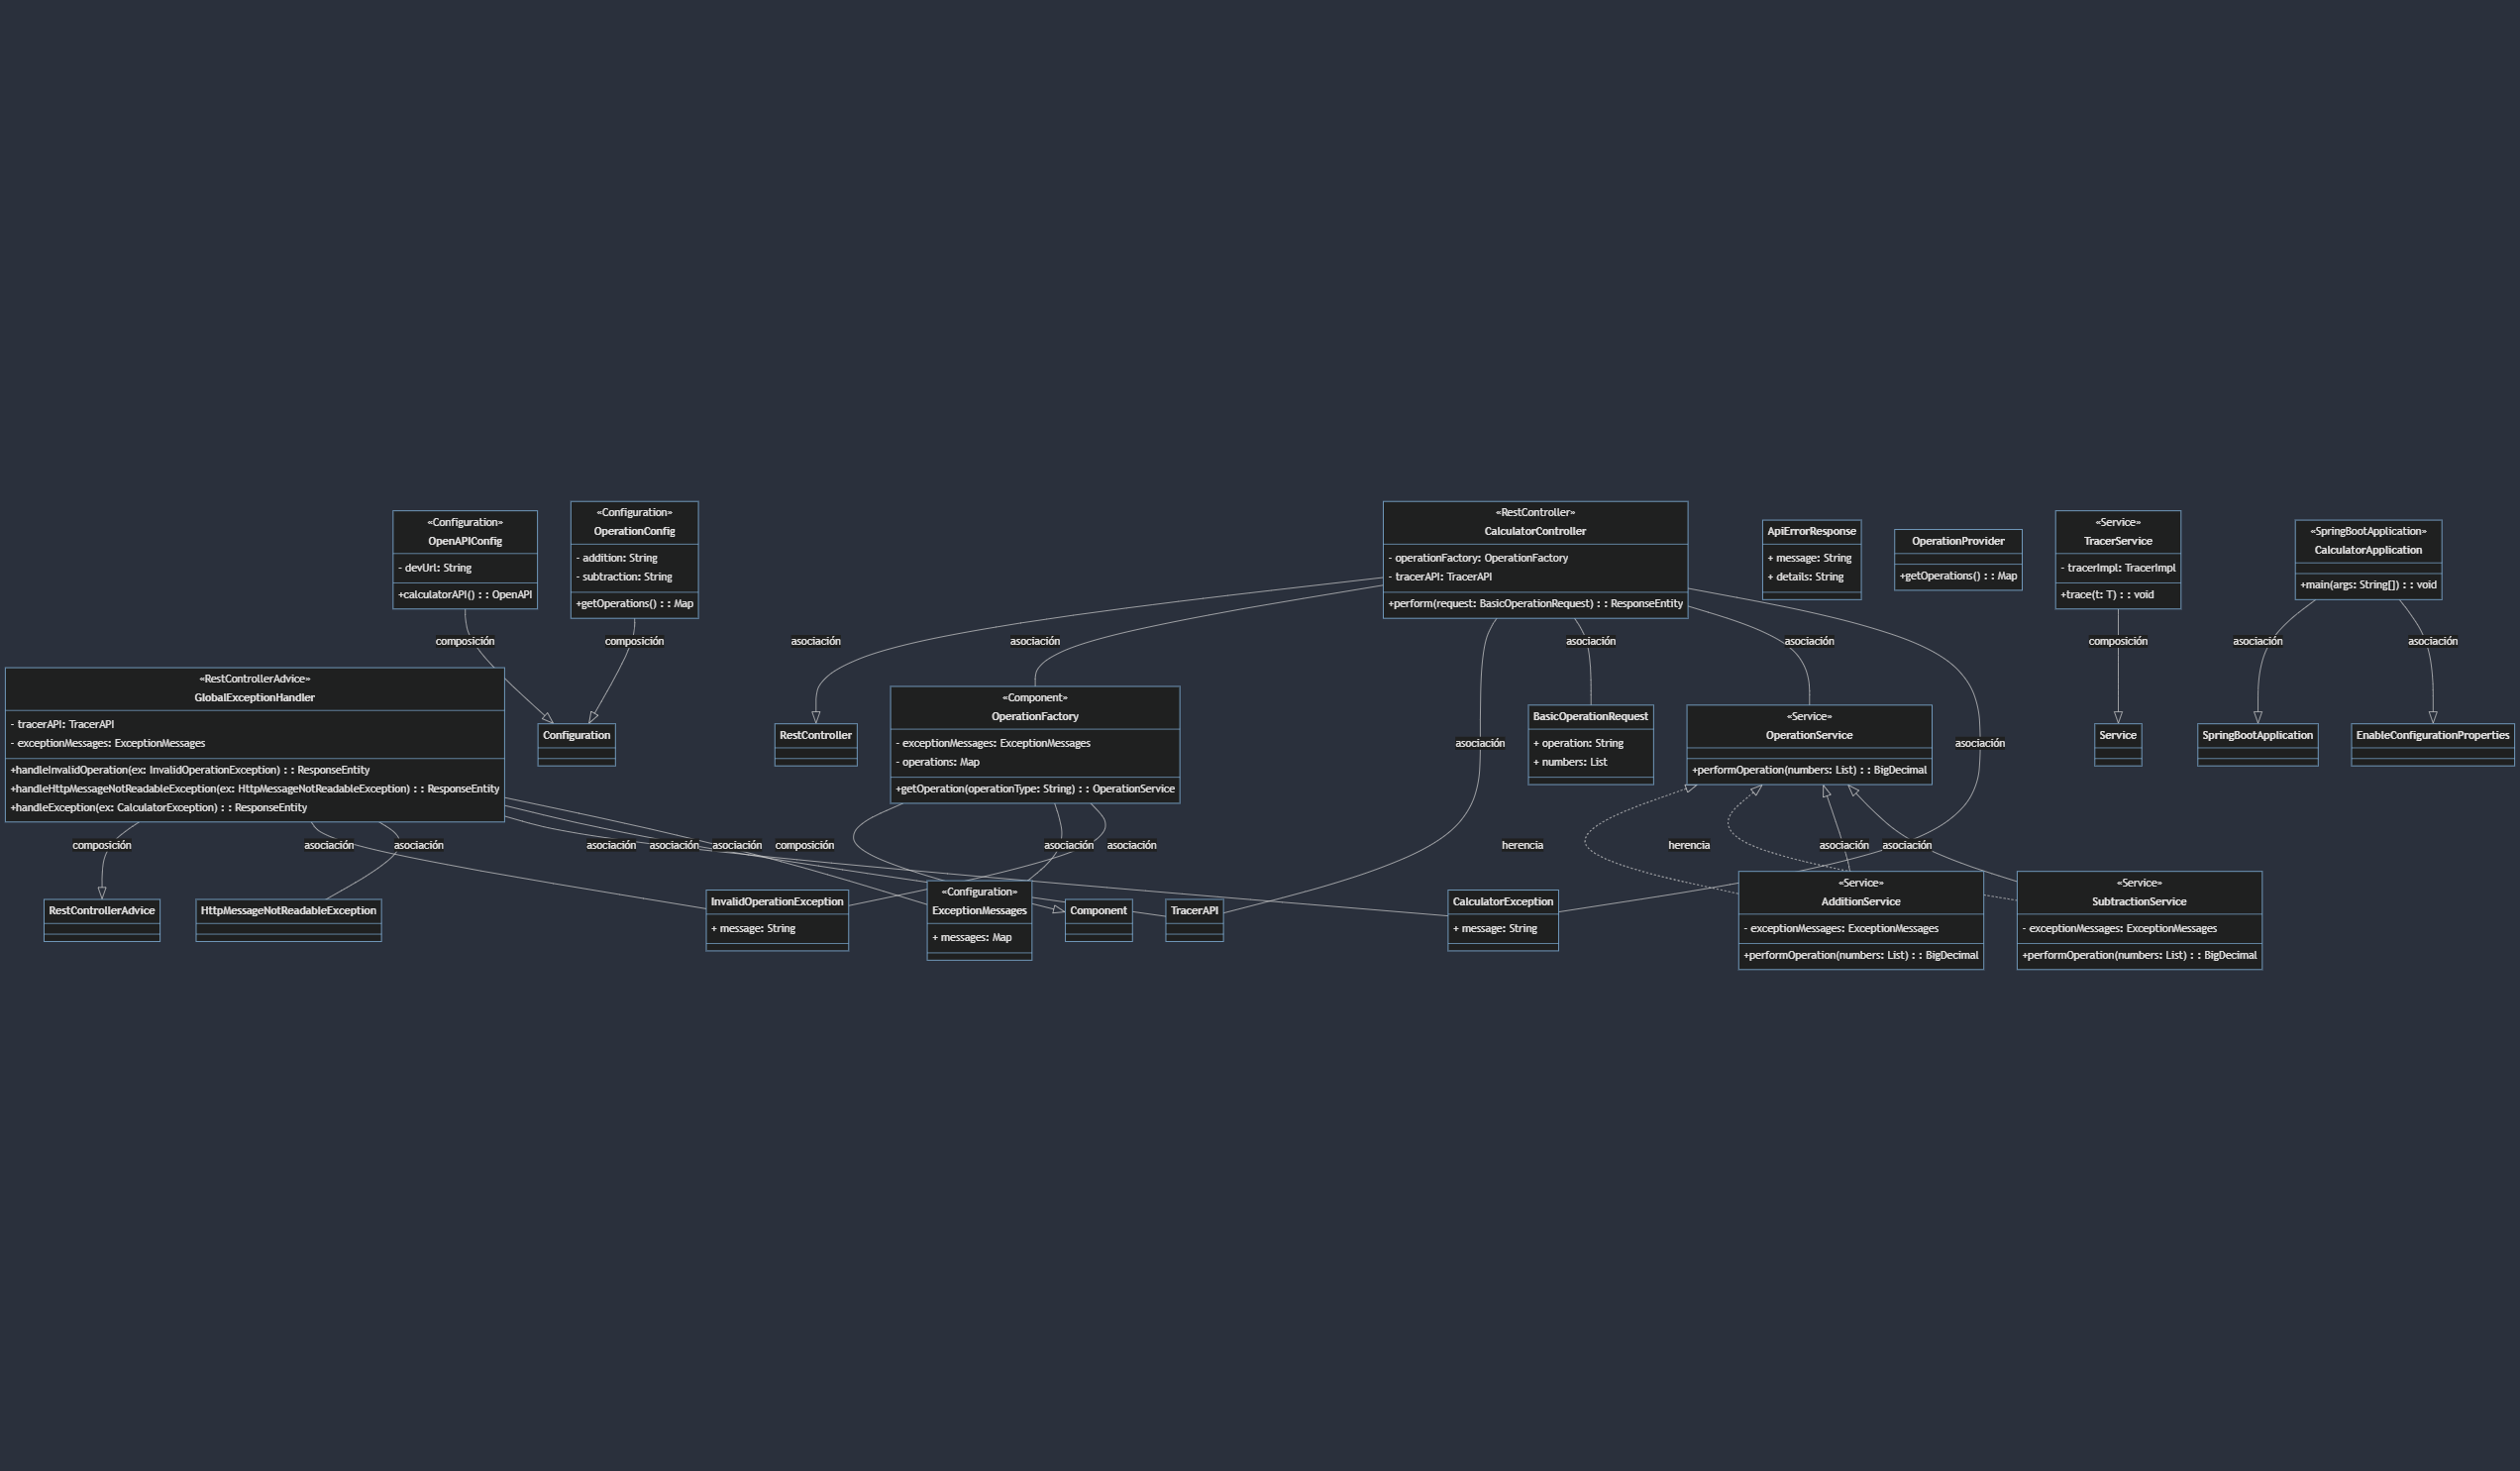 «Configuration»
OpenAPIConfig
- devUrl: String
+calculatorAPI() : : OpenAPI
«Configuration»
OperationConfig
- addition: String
- subtraction: String
+getOperations() : : Map
«RestController»
CalculatorController
- operationFactory: OperationFactory
- tracerAPI: TracerAPI
+perform(request: BasicOperationRequest) : : ResponseEntity
ApiErrorResponse
+ message: String
+ details: String
OperationProvider
+getOperations() : : Map
«Service»
TracerService
- tracerImpl: TracerImpl
+trace(t: T) : : void
«SpringBootApplication»
CalculatorApplication
+main(args: String[]) : : void
composición
composición
asociación
asociación
asociación
asociación
composición
asociación
asociación
«RestControllerAdvice»
GlobalExceptionHandler
- tracerAPI: TracerAPI
- exceptionMessages: ExceptionMessages
+handleInvalidOperation(ex: InvalidOperationException) : : ResponseEntity
+handleHttpMessageNotReadableException(ex: HttpMessageNotReadableException) : : ResponseEntity
+handleException(ex: CalculatorException) : : ResponseEntity
Configuration
RestController
«Component»
OperationFactory
- exceptionMessages: ExceptionMessages
- operations: Map
+getOperation(operationType: String) : : OperationService
asociación
BasicOperationRequest
+ operation: String
+ numbers: List
«Service»
OperationService
+performOperation(numbers: List) : : BigDecimal
asociación
Service
SpringBootApplication
EnableConfigurationProperties
composición
asociación
asociación
asociación
asociación
asociación
composición
asociación
asociación
herencia
herencia
asociación
asociación
RestControllerAdvice
HttpMessageNotReadableException
InvalidOperationException
+ message: String
«Configuration»
ExceptionMessages
+ messages: Map
Component
TracerAPI
CalculatorException
+ message: String
«Service»
AdditionService
- exceptionMessages: ExceptionMessages
+performOperation(numbers: List) : : BigDecimal
«Service»
SubtractionService
- exceptionMessages: ExceptionMessages
+performOperation(numbers: List) : : BigDecimal